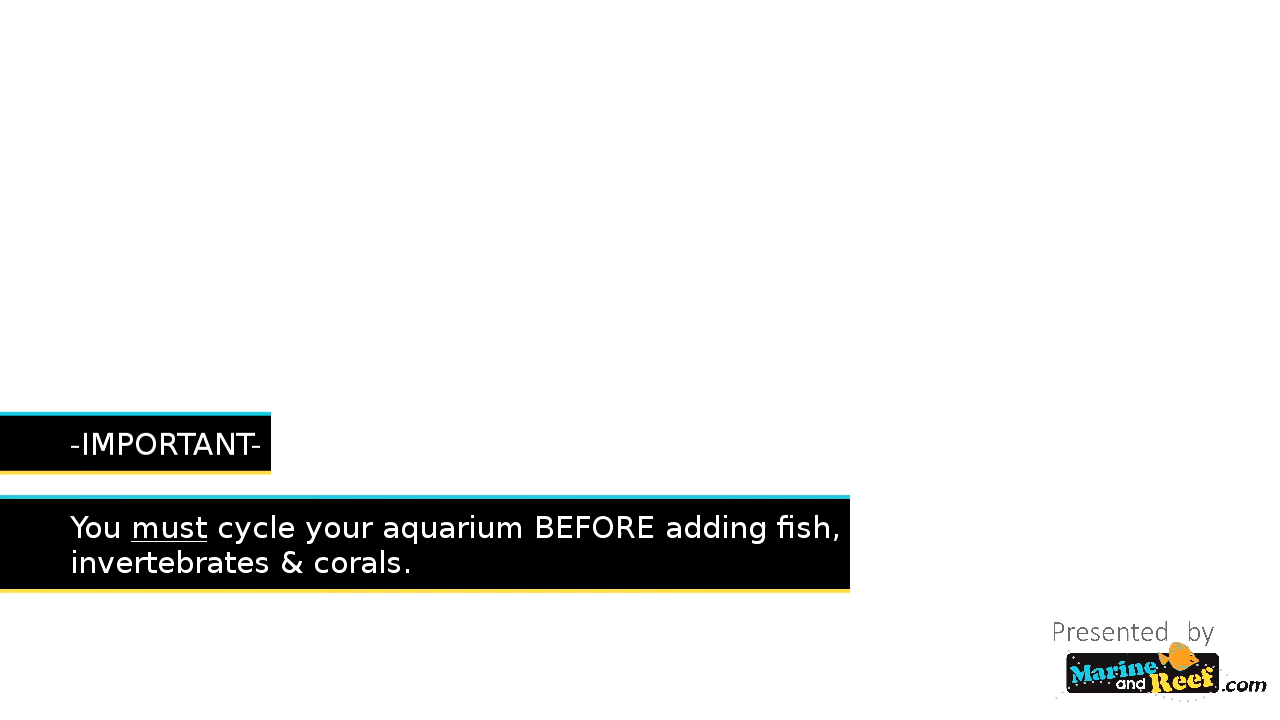 -IMPORTANT-
You must cycle your aquarium BEFORE adding fish,
invertebrates & corals.
Presented by
Marine
and Reef.com